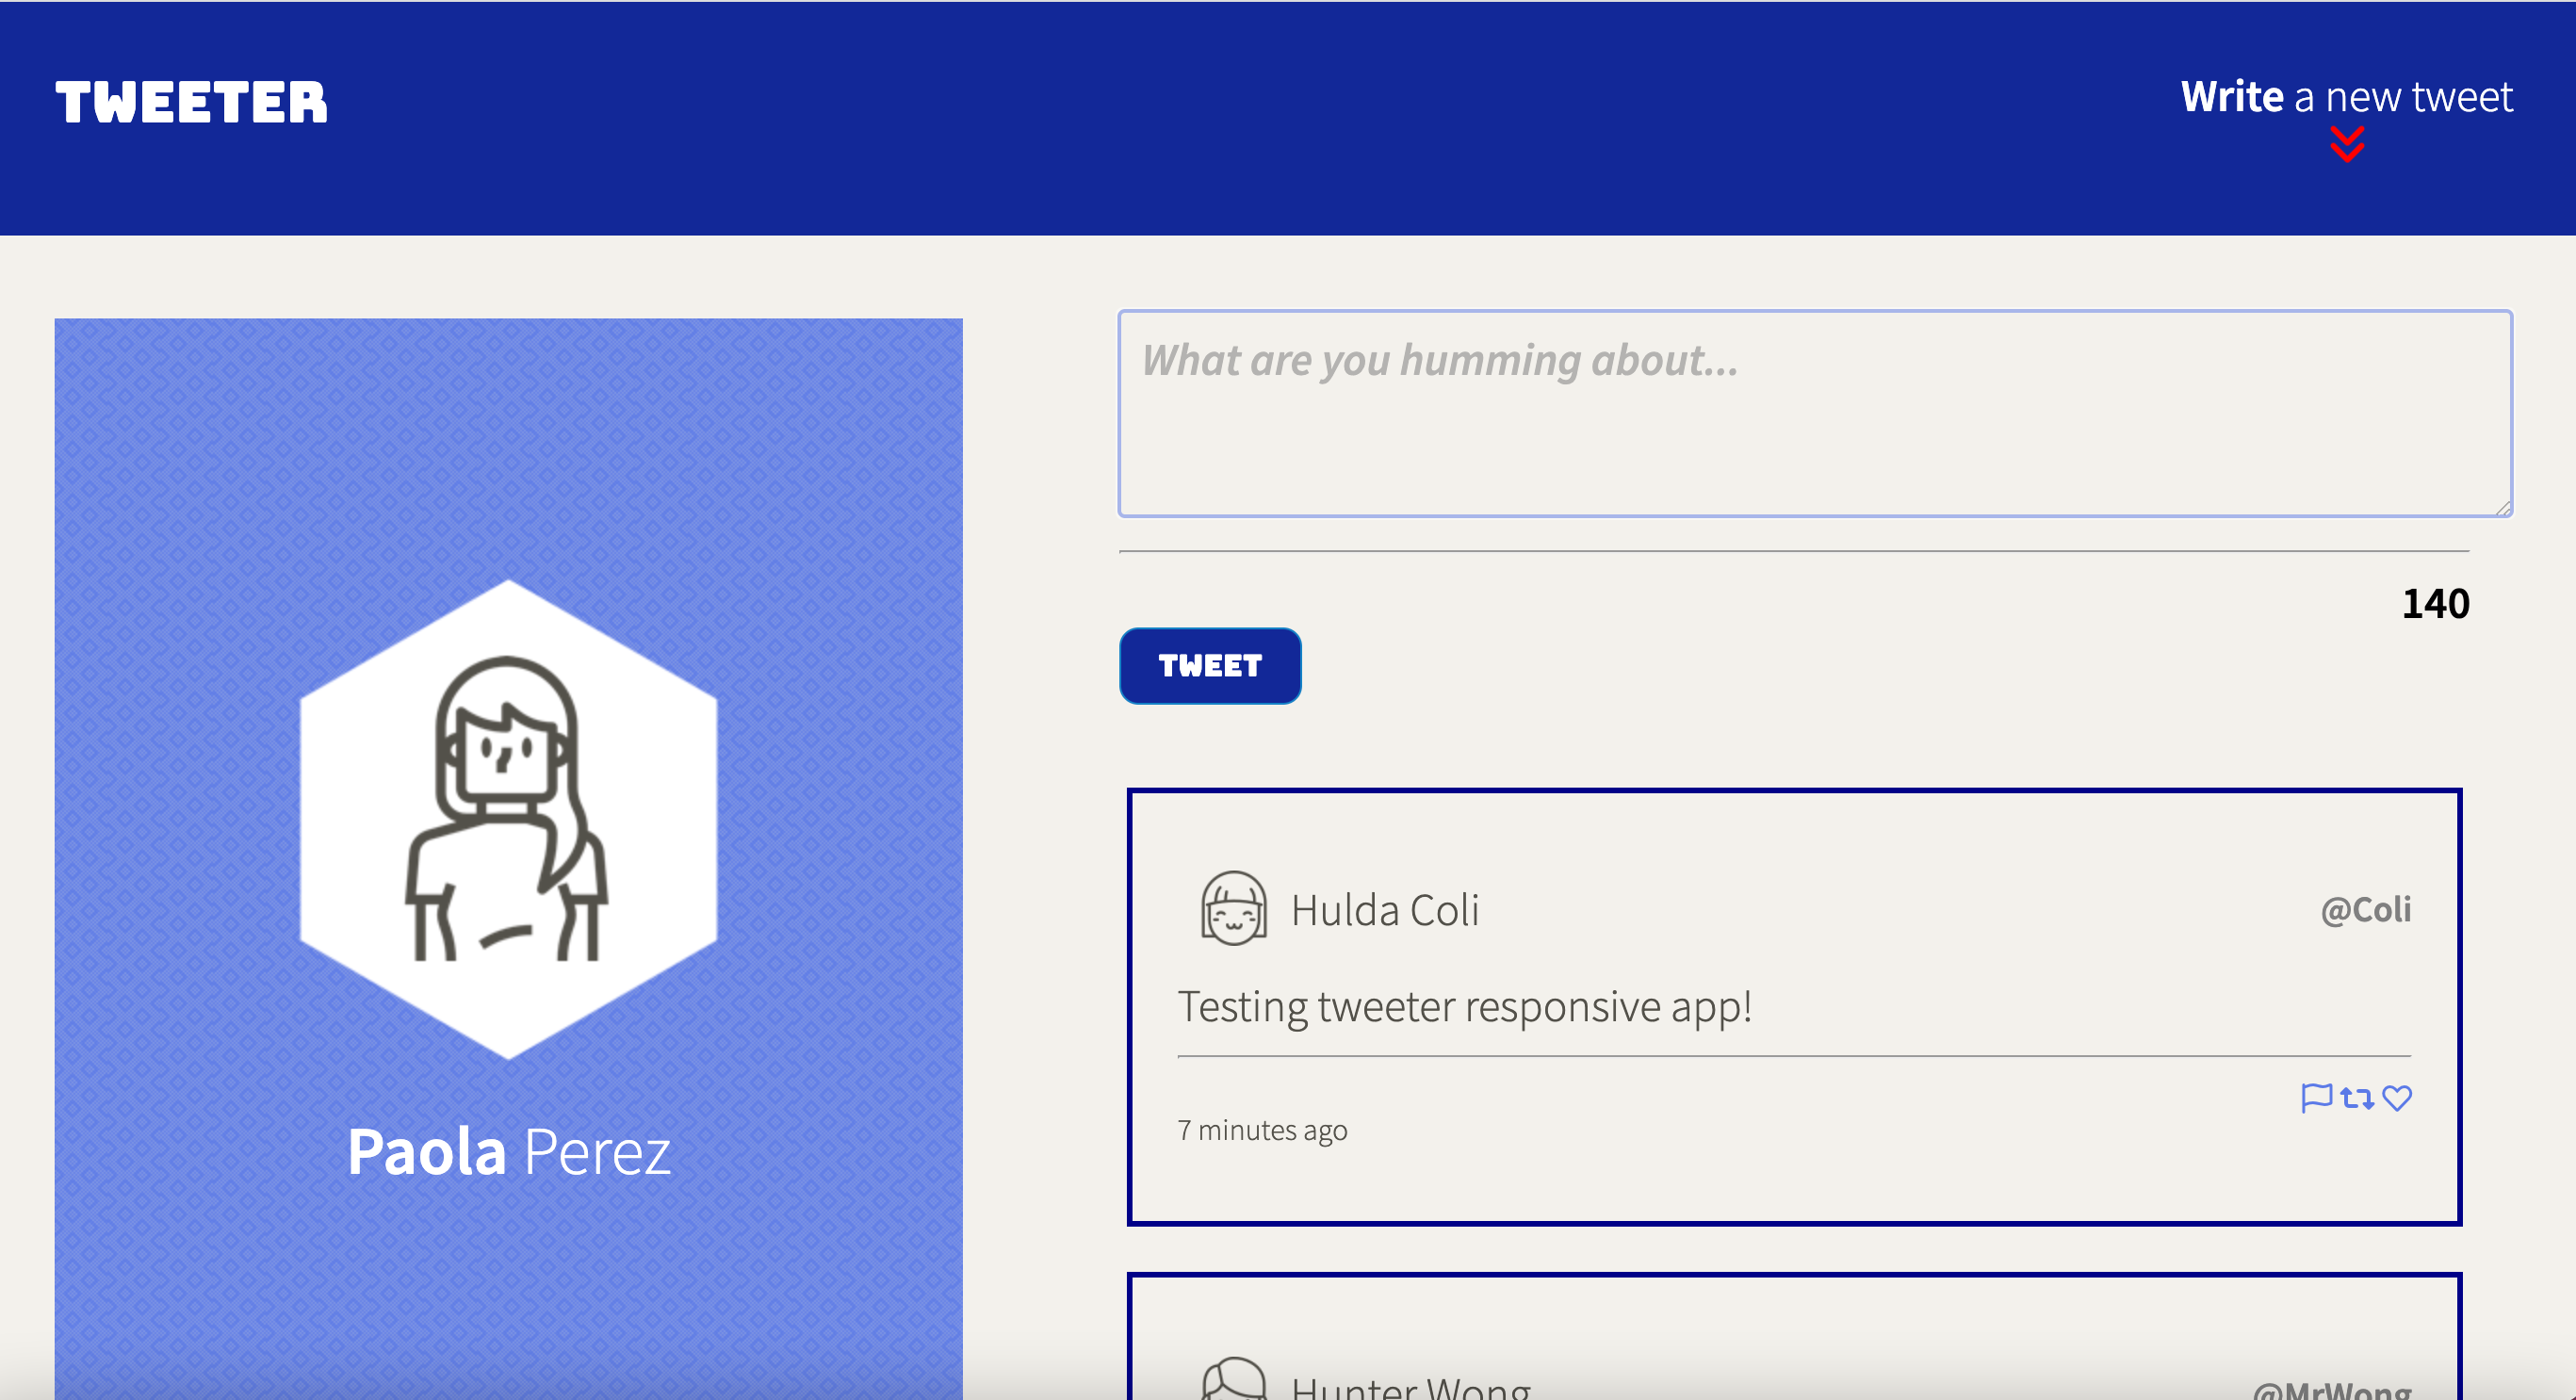 TWEETER
Write a new tweet
What are you humming about...
140
TWEET
Paola Perez
Hulda Coli
@Coli
Testing tweeter responsive app!
7 minutes ago
Hunter Wong
@MrWong